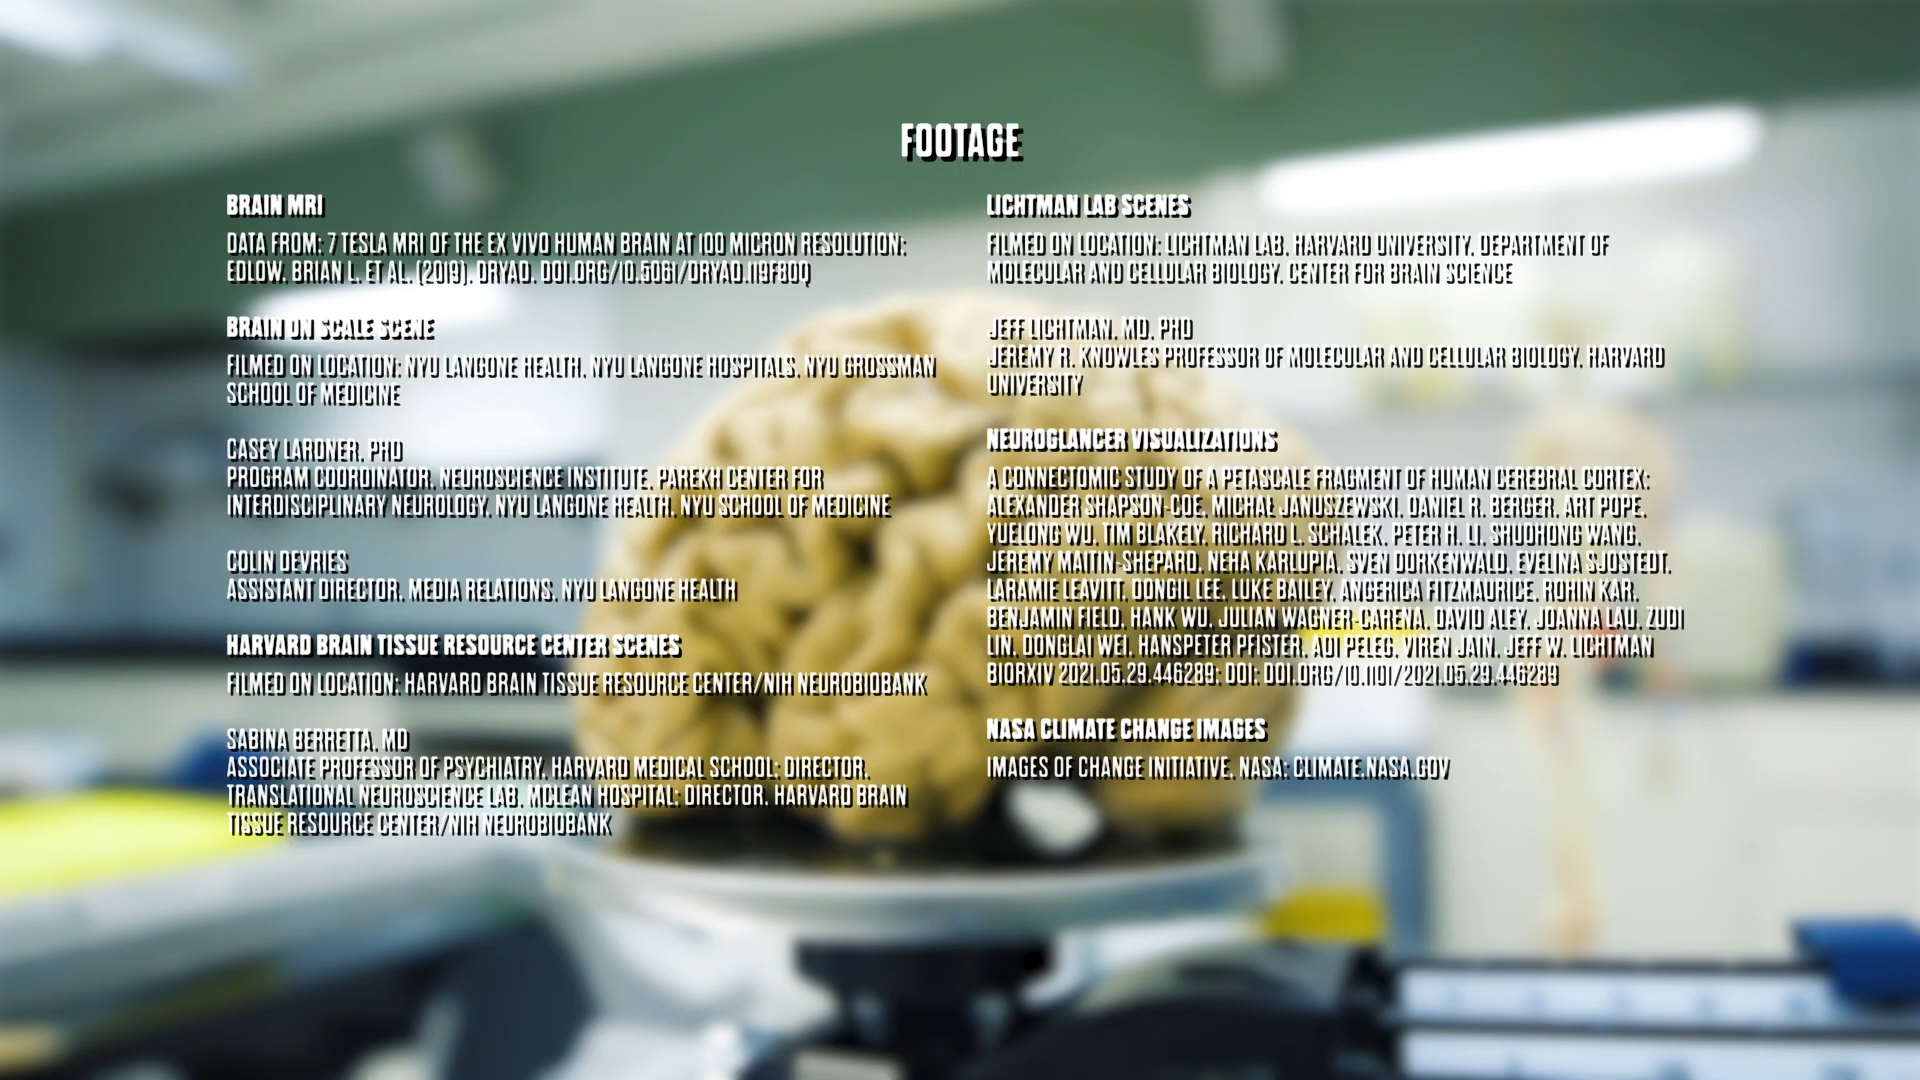 FOOTAGE
BRAIN MRI
DATA FROM: 7 TESLA MRI OF THE EX VIVO HUMAN BRAIN AT 100 MICRON RESOLUTION;
EDLOW, BRIAN L. ET AL. (2019), DRYAD, DOI.ORG/10.5061/DRYAD.119F80Q
BRAIN ON SCALE SCENE
FILMED ON LOCATION: NYU LANGONE HEALTH, NYU LANGONE HOSPITALS, NYU GROSSMAN
SCHOOL OF MEDICINE
CASEY LARDNER, PHD
PROGRAM COORDINATOR, NEUROSCIENCE INSTITUTE, PAREKH CENTER FOR
INTERDISCIPLINARY NEUROLOGY, NYU LANGONE HEALTH, NYU SCHOOL OF MEDICINE
COLIN DEVRIES
ASSISTANT DIRECTOR, MEDIA RELATIONS, NYU LANGONE HEALTH
HARVARD BRAIN TISSUE RESOURCE CENTER SCENES
FILMED ON LOCATION: HARVARD BRAIN TISSUE RESOURCE CENTER/NIH NEUROBIOBANK
SABINA BERRETTA, MD
ASSOCIATE PROFESSOR OF PSYCHIATRY, HARVARD MEDICAL SCHOOL; DIRECTOR,
TRANSLATIONAL NEUROSCIENCE LAB, MCLEAN HOSPITAL; DIRECTOR, HARVARD BRAIN
TISSUE RESOURCE CENTER/NIH NEUROBIOBANK
LICHTMAN LAB SCENES
FILMED ON LOCATION: LICHTMAN LAB, HARVARD UNIVERSITY, DEPARTMENT OF
MOLECULAR AND CELLULAR BIOLOGY, CENTER FOR BRAIN SCIENCE
JEFF LICHTMAN, MD, PHD
JEREMY R. KNOWLES PROFESSOR OF MOLECULAR AND CELLULAR BIOLOGY, HARVARD
UNIVERSITY
NEUROGLANCER VISUALIZATIONS
A CONNECTOMIC STUDY OF A PETASCALE FRAGMENT OF HUMAN CEREBRAL CORTEX;
ALEXANDER SHAPSON-COE, MICHAŁ JANUSZEWSKI, DANIEL R. BERGER, ART POPE,
YUELONG WU, TIM BLAKELY, RICHARD L. SCHALEK, PETER H. LI, SHUOHONG WANG,
JEREMY MAITIN-SHEPARD, NEHA KARLUPIA, SVEN DORKENWALD, EVELINA SJOSTEDT,
LARAMIE LEAVITT, DONGIL LEE, LUKE BAILEY, ANGERICA FITZMAURICE, ROHIN KAR,
BENJAMIN FIELD, HANK WU, JULIAN WAGNER-CARENA, DAVID ALEY, JOANNA LAU, ZUDI
LIN, DONGLAI WEI, HANSPETER PFISTER, ADI PELEG, VIREN JAIN, JEFF W. LICHTMAN
BIORXIV 2021.05.29.446289; DOI: DOI.ORG/10.1101/2021.05.29.446289
NASA CLIMATE CHANGE IMAGES
IMAGES OF CHANGE INITIATIVE, NASA: CLIMATE.NASA.GOV